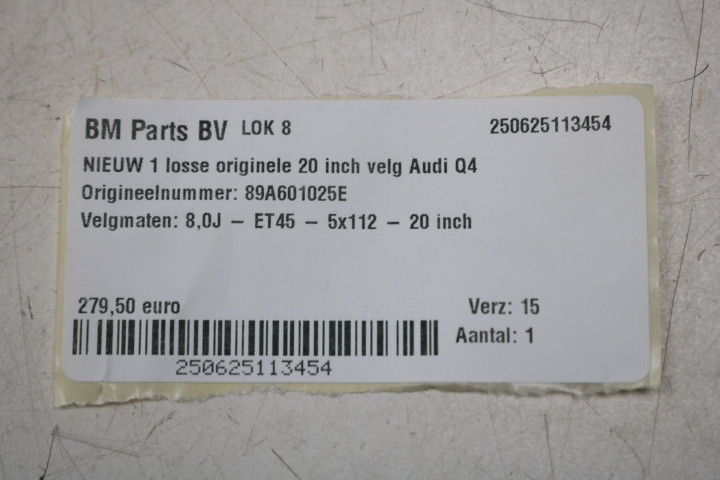 BM Parts BV LOK 8 250625113454
NIEUW 1 losse originele 20 inch velg Audi Q4
Origineelnummer: 89A601025E
Velgmaten: 8,0J – ET45 – 5x112 – 20 inch
279,50 euro Verz: 15
Aantal: 1
250625113454